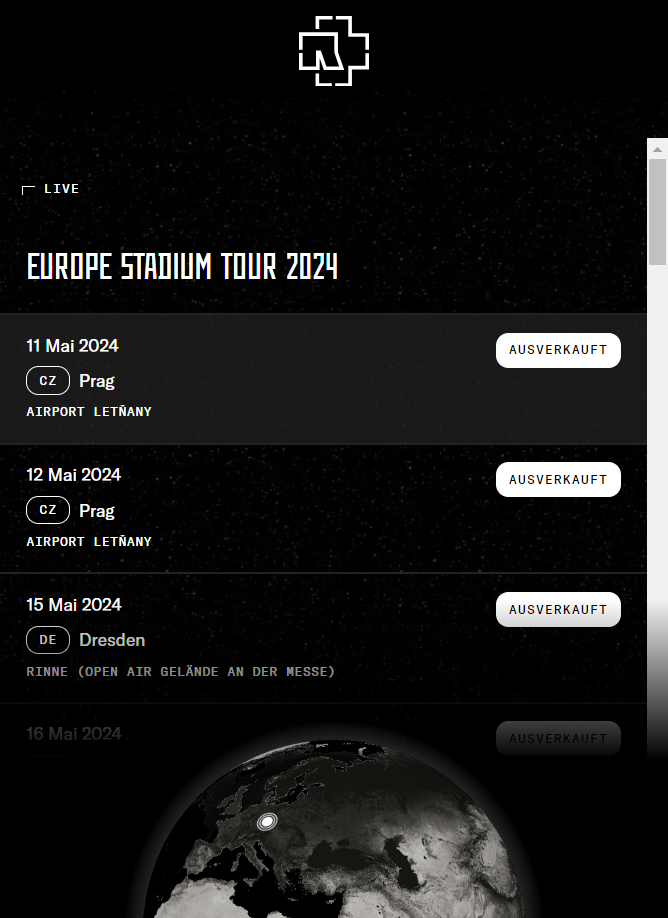 LIVE
EUROPE STADIUM TOUR 2024
11 Mai 2024
AUSVERKAUFT
CZ Prag
AIRPORT LETŇANY
12 Mai 2024
AUSVERKAUFT
CZ Prag
AIRPORT LETŇANY
15 Mai 2024
AUSVERKAUFT
DE Dresden
RINNE (OPEN AIR GELÄNDE AN DER MESSE)
16 Mai 2024
AUSVERKAUFT